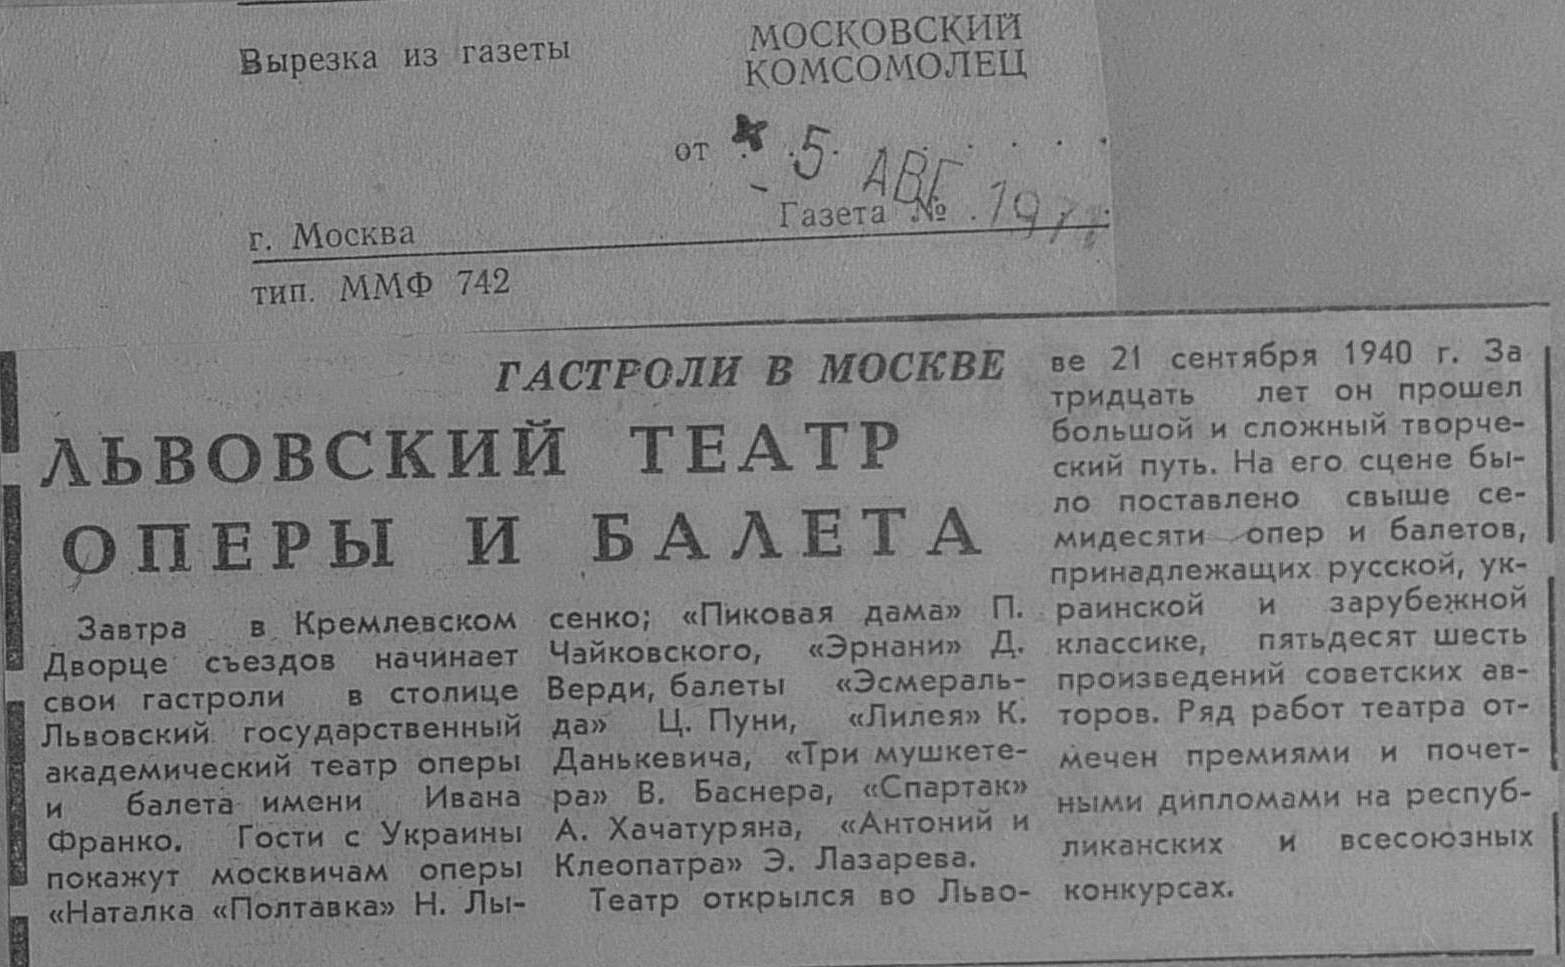 Вырезка из газеты
МОСКОВСКИЙ
КОМСОМОЛЕЦ
от 5 АВГ
Газета № 197
г. Москва
тип. ММФ 742
ГАСТРОЛИ В МОСКВЕ
ЛЬВОВСКИЙ ТЕАТР
ОПЕРЫ И БАЛЕТА
Завтра в Кремлевском
Дворце съездов начинает
свои гастроли в столице
Львовский государственный
академический театр оперы
и балета имени Ивана
Франко. Гости с Украины
покажут москвичам оперы
«Наталка «Полтавка» Н. Лы-
сенко; «Пиковая дама» П.
Чайковского, «Эрнани» Д.
Верди, балеты «Эсмераль-
да» Ц. Пуни, «Лилея» К.
Данькевича, «Три мушкете-
ра» В. Баснера, «Спартак»
А. Хачатуряна, «Антоний и
Клеопатра» Э. Лазарева.
Театр открылся во Льво-
ве 21 сентября 1940 г. За
тридцать лет он прошел
большой и сложный творче-
ский путь. На его сцене бы-
ло поставлено свыше се-
мидесяти опер и балетов,
принадлежащих русской, ук-
раинской и зарубежной
классике, пятьдесят шесть
произведений советских ав-
торов. Ряд работ театра от-
мечен премиями и почет-
ными дипломами на респуб-
ликанских и всесоюзных
конкурсах.